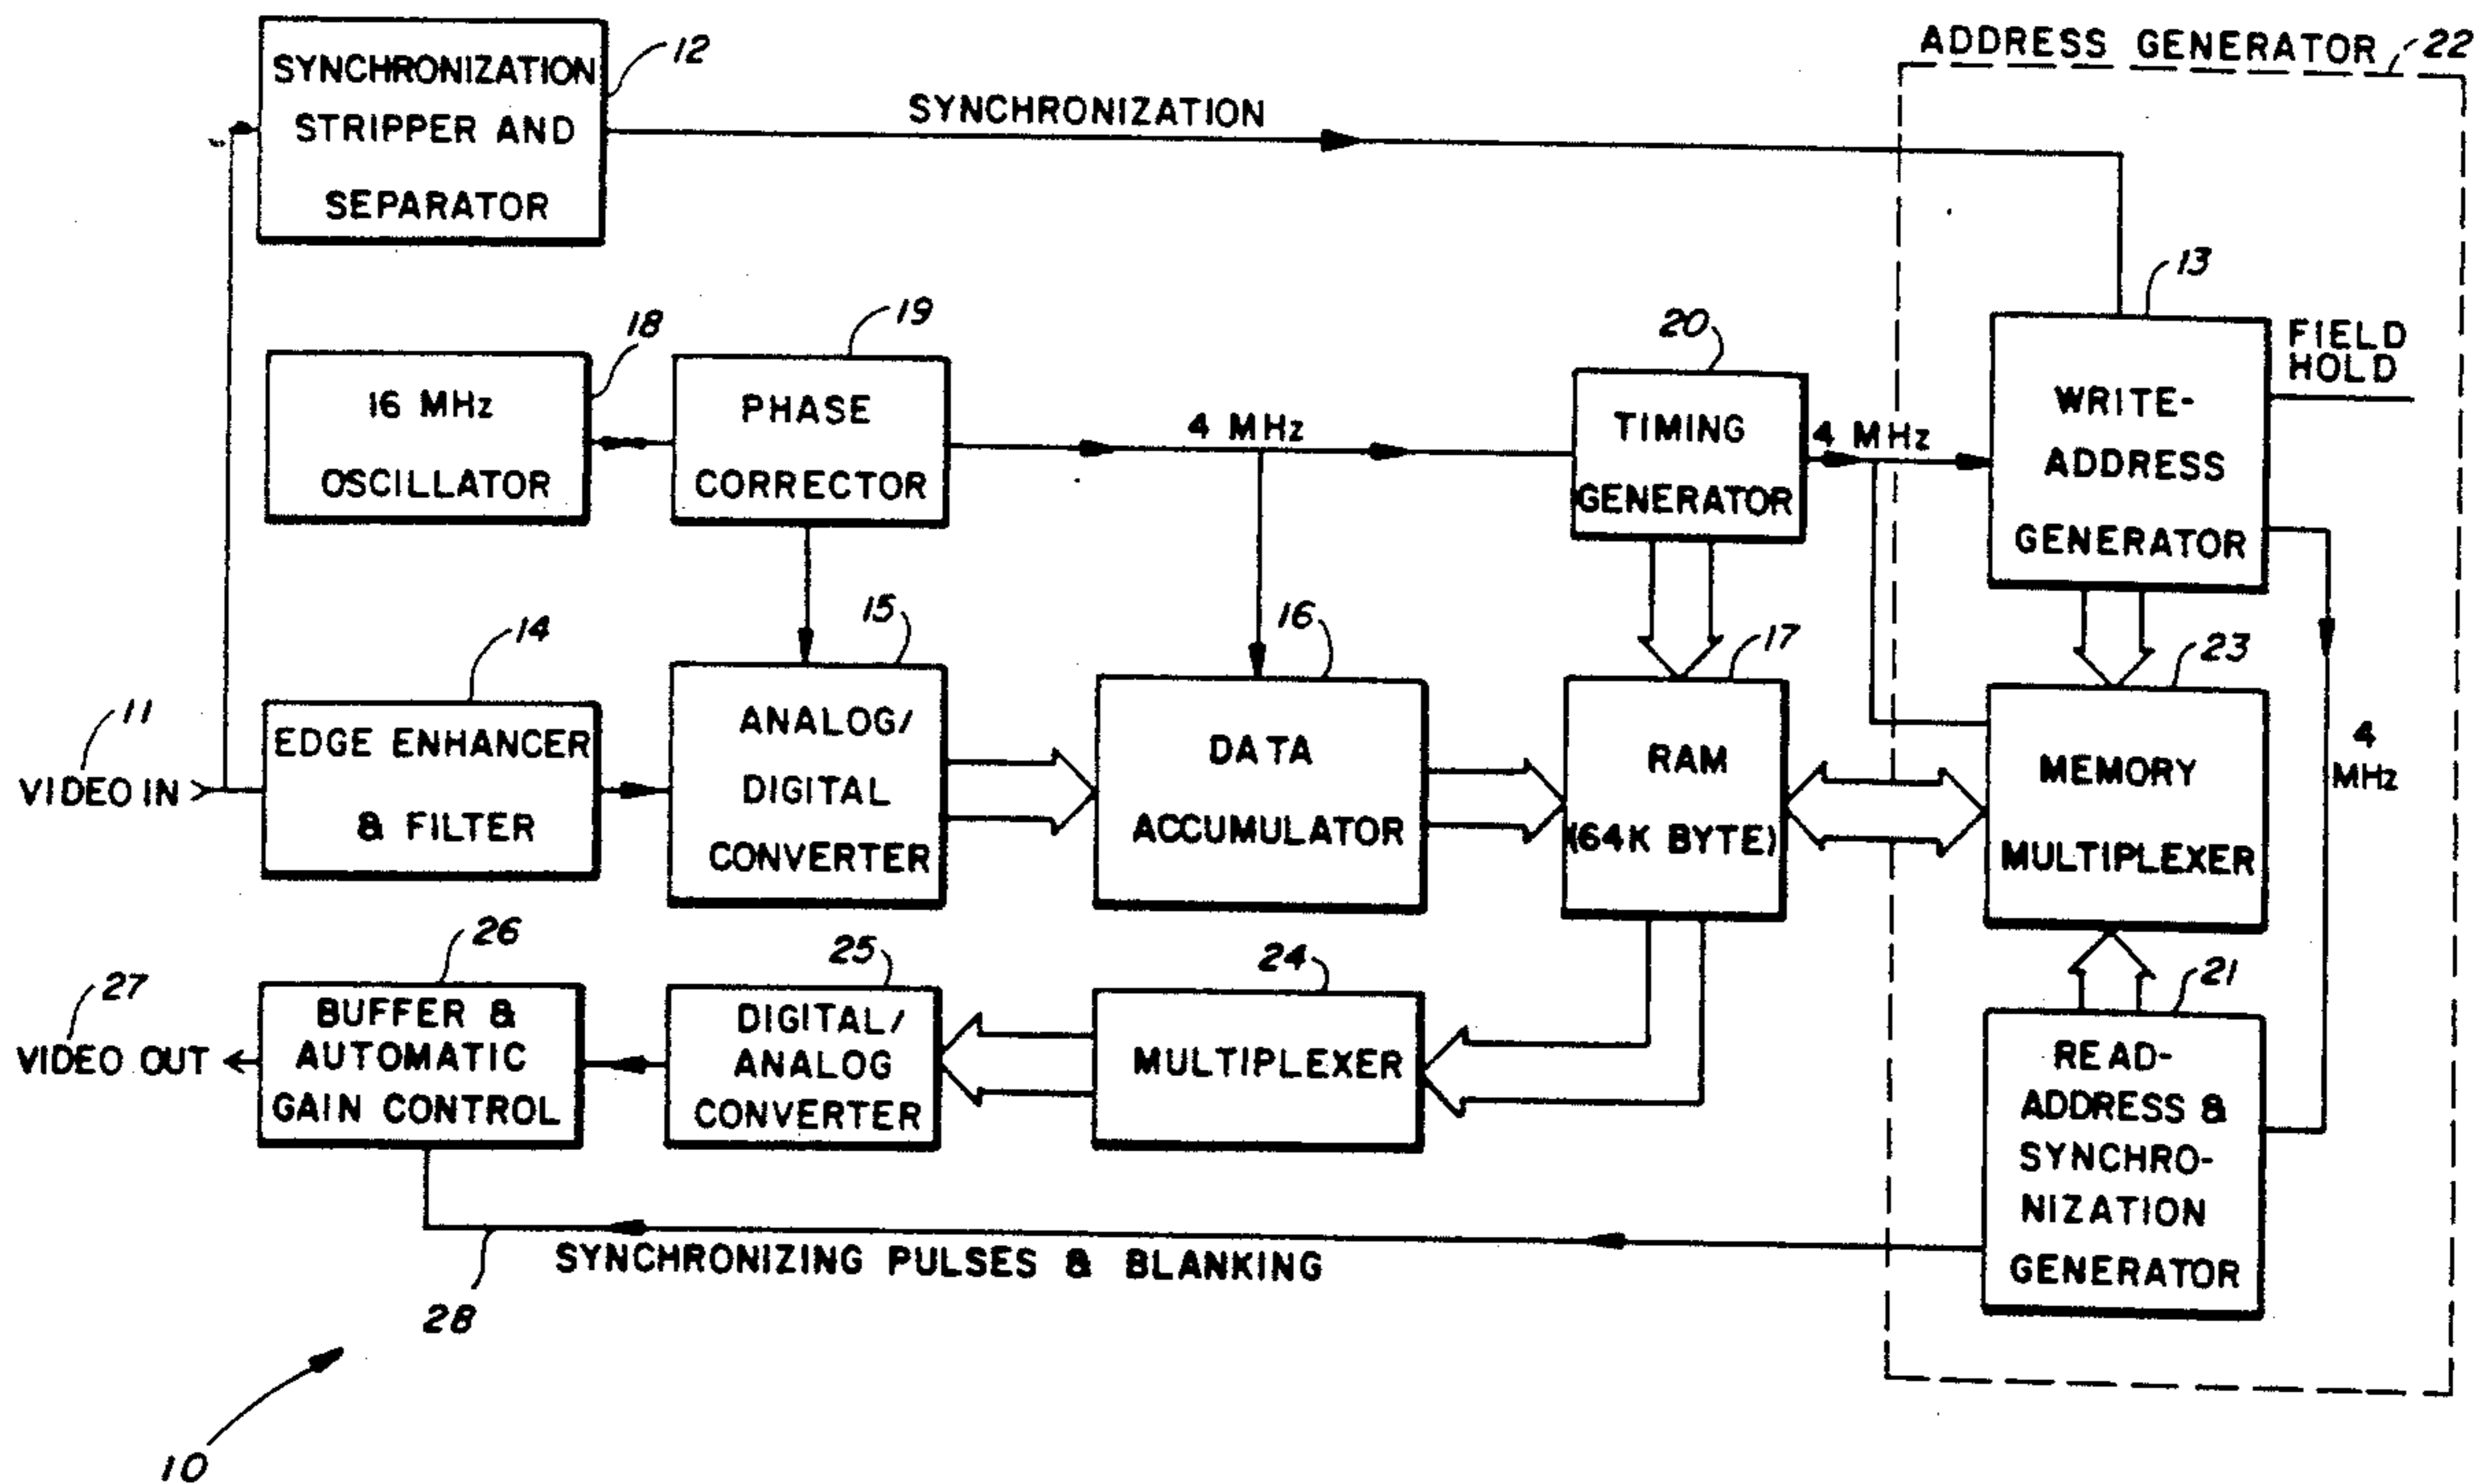 SYNCHRONIZATION
STRIPPER AND
SEPARATOR
12
SYNCHRONIZATION
ADDRESS GENERATOR
22
16 MHz
OSCILLATOR
18
PHASE
CORRECTOR
19
4 MHz
TIMING
GENERATOR
20
4 MHz
WRITE-
ADDRESS
GENERATOR
13
FIELD
HOLD
11
VIDEO IN
EDGE ENHANCER
& FILTER
14
ANALOG/
DIGITAL
CONVERTER
15
DATA
ACCUMULATOR
16
RAM
(64K BYTE)
17
MEMORY
MULTIPLEXER
23
4
MHz
27
VIDEO OUT
BUFFER &
AUTOMATIC
GAIN CONTROL
26
DIGITAL/
ANALOG
CONVERTER
25
MULTIPLEXER
24
READ-
ADDRESS &
SYNCHRO-
NIZATION
GENERATOR
21
SYNCHRONIZING PULSES & BLANKING
28
10